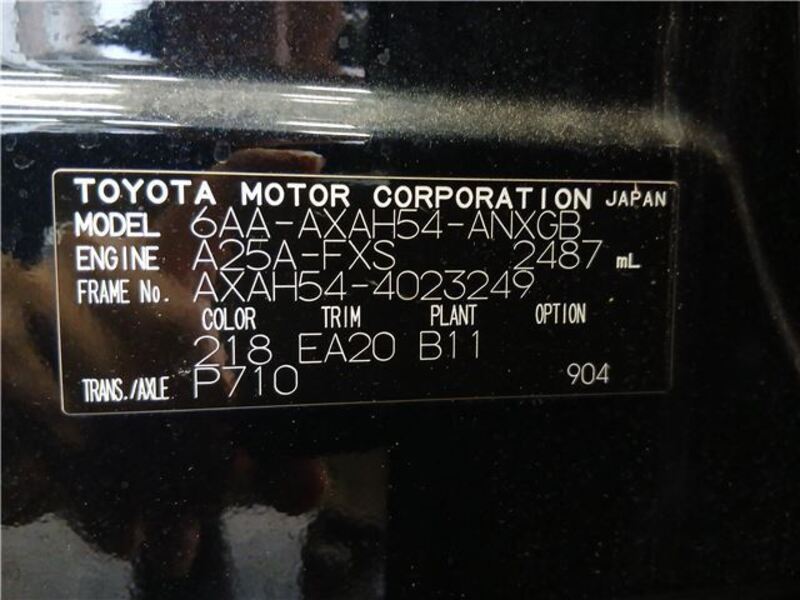 TOYOTA MOTOR CORPORATION JAPAN
MODEL 6AA-AXAH54-ANXGB
ENGINE A25A-FXS 2487 mL
FRAME No. AXAH54-4023249
COLOR TRIM PLANT OPTION
218 EA20 B11
TRANS./AXLE P710 904